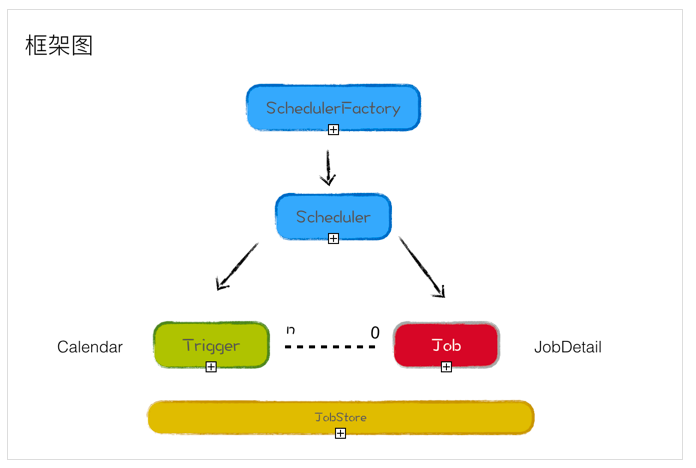 框架图
SchedulerFactory
Scheduler
n
0
Calendar
Trigger
Job
JobDetail
JobStore